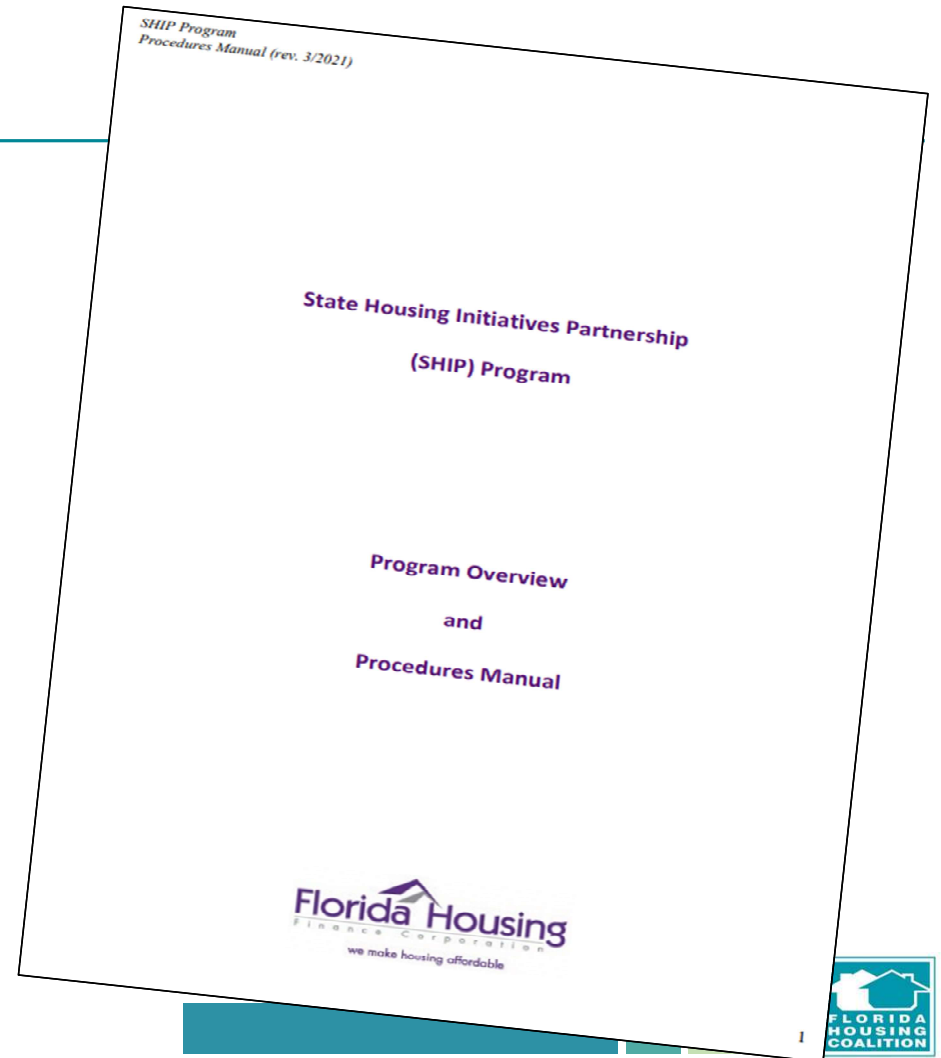 SHIP Program
Procedures Manual (rev. 3/2021)
State Housing Initiatives Partnership
(SHIP) Program
Program Overview
and
Procedures Manual
Florida Housing
Finance Corporation
we make housing affordable
1
FLORIDA
HOUSING
COALITION